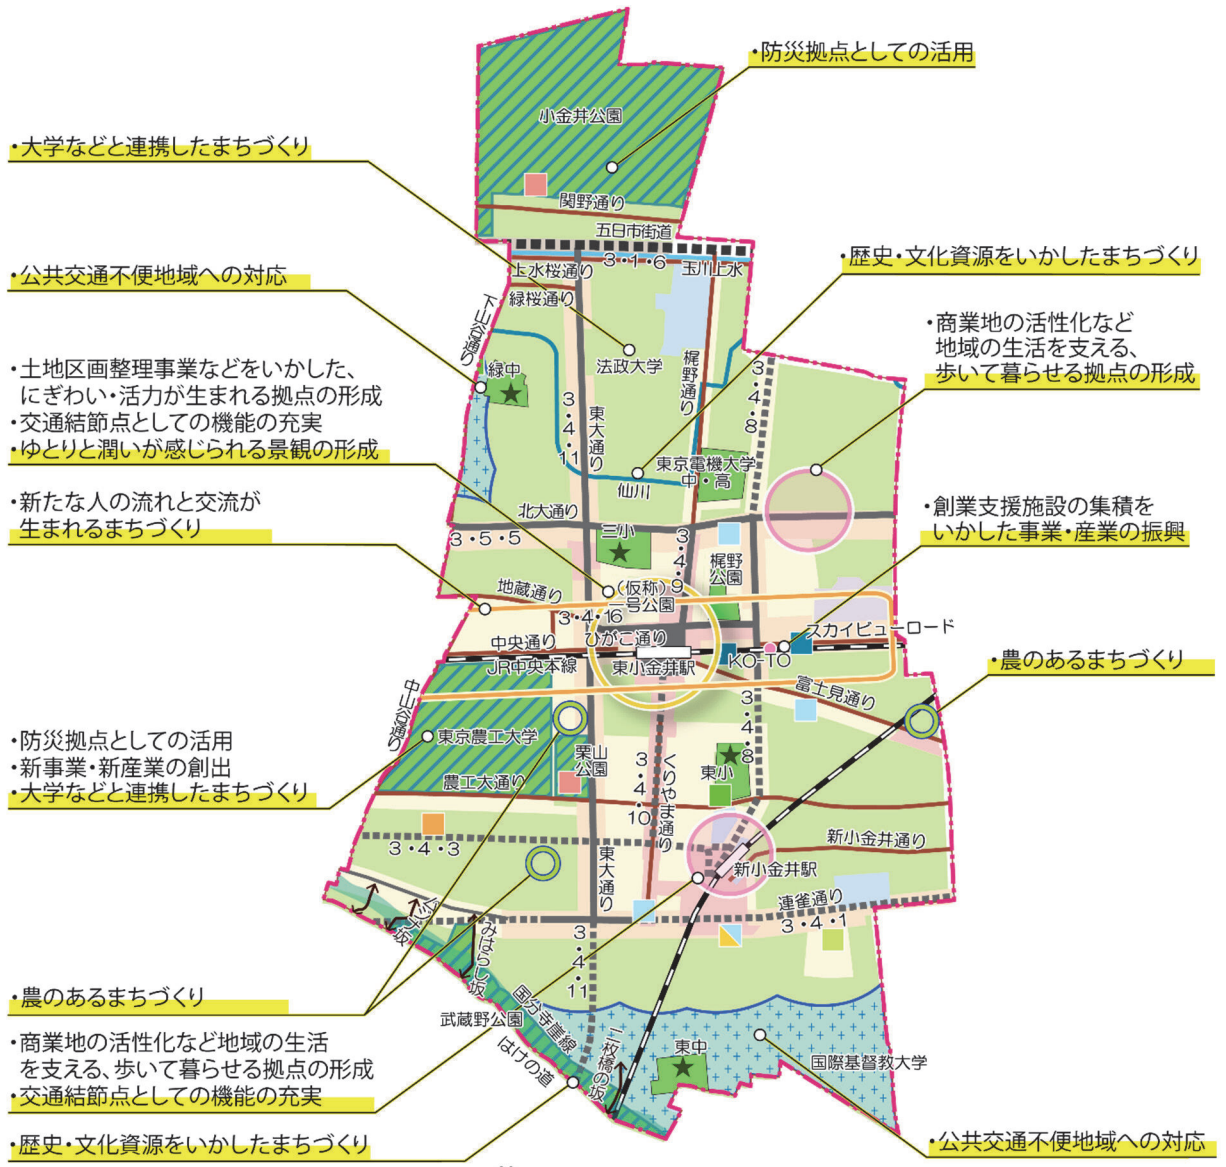 ・防災拠点としての活用
小金井公園
・大学などと連携したまちづくり
関野通り
五日市街道
・歴史・文化資源をいかしたまちづくり
3・1・6
玉川上水
上水桜通り
・公共交通不便地域への対応
緑桜通り
下山谷通り
・商業地の活性化など
地域の生活を支える、
歩いて暮らせる拠点の形成
法政大学
梶野通り
緑中
3・4・8
・土地区画整理事業などをいかした、
にぎわい・活力が生まれる拠点の形成
・交通結節点としての機能の充実
・ゆとりと潤いが感じられる景観の形成
3・4・11
東大通り
東京電機大学
中・高
仙川
・新たな人の流れと交流が
生まれるまちづくり
・創業支援施設の集積を
いかした事業・産業の振興
北大通り
3・5・5
三小
3・4・9
梶野
公園
地蔵通り
(仮称)
一号公園
3・4・16
ひがこ通り
スカイビューロード
中央通り
JR中央本線
東小金井駅
KO-TO
・農のあるまちづくり
中山谷通り
富士見通り
3・4・8
・防災拠点としての活用
・新事業・新産業の創出
・大学などと連携したまちづくり
東京農工大学
栗山
公園
農工大通り
東小
3・4・10
くりやま通り
新小金井通り
3・4・3
東大通り
新小金井駅
連雀通り
3・4・1
ムジナ坂
みはらし坂
3・4・11
・農のあるまちづくり
国分寺崖線
武蔵野公園
はけの道
二枚橋の坂
東中
国際基督教大学
・商業地の活性化など地域の生活
を支える、歩いて暮らせる拠点の形成
・交通結節点としての機能の充実
・歴史・文化資源をいかしたまちづくり
・公共交通不便地域への対応